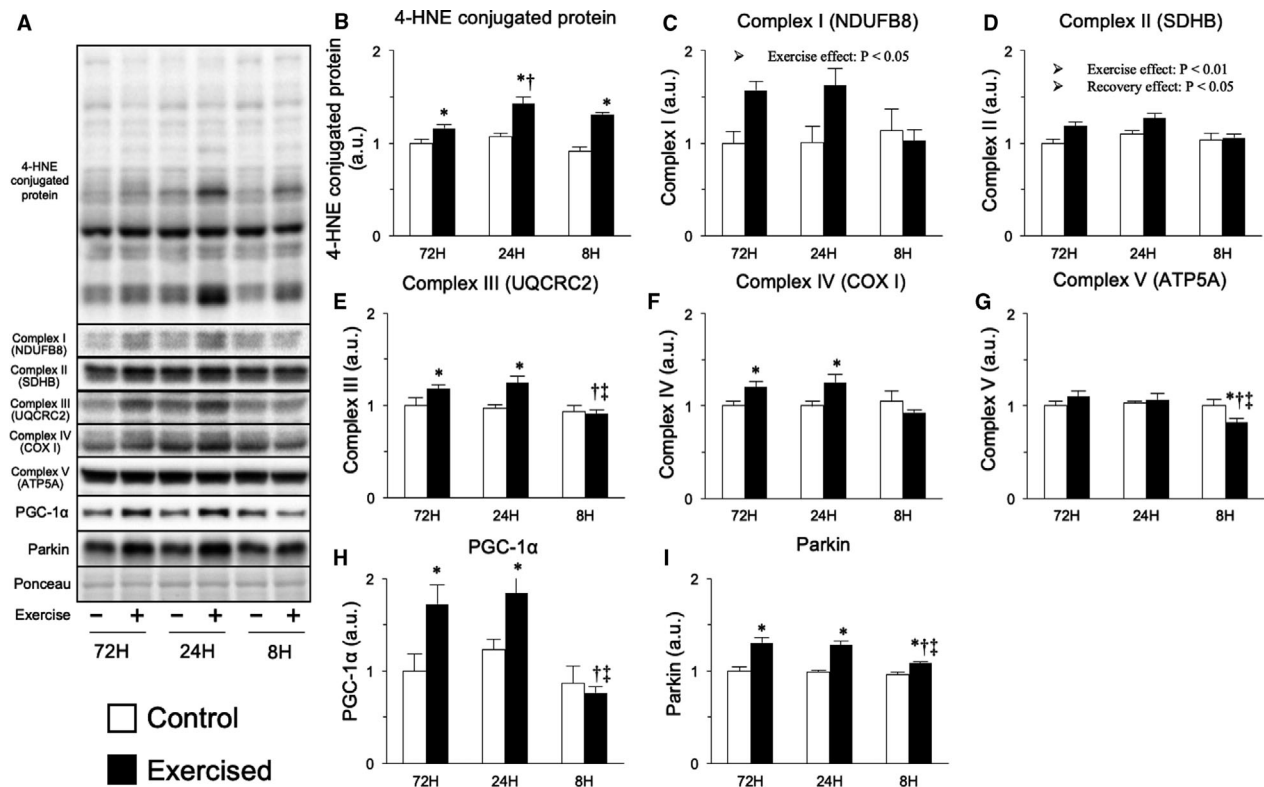 A
4-HNE
conjugated
protein
Complex I
(NDUFB8)
Complex II
(SDHB)
Complex III
(UQCRC2)
Complex IV
(COX I)
Complex V
(ATP5A)
PGC-1α
Parkin
Ponceau
Exercise − + − + − +
72H 24H 8H
Control
Exercised
B
4-HNE conjugated protein
4-HNE conjugated protein
(a.u.)
2
1
0
* *† *
72H 24H 8H
C
Complex I (NDUFB8)
Complex I (a.u.)
2
1
0
➢ Exercise effect: P < 0.05
72H 24H 8H
D
Complex II (SDHB)
Complex II (a.u.)
2
1
0
➢ Exercise effect: P < 0.01
➢ Recovery effect: P < 0.05
72H 24H 8H
E
Complex III (UQCRC2)
Complex III (a.u.)
2
1
0
* * †‡
72H 24H 8H
F
Complex IV (COX I)
Complex IV (a.u.)
2
1
0
* *
72H 24H 8H
G
Complex V (ATP5A)
Complex V (a.u.)
2
1
0
*†‡
72H 24H 8H
H
PGC-1α
PGC-1α (a.u.)
2
1
0
* * †‡
72H 24H 8H
I
Parkin
Parkin (a.u.)
2
1
0
* * *†‡
72H 24H 8H